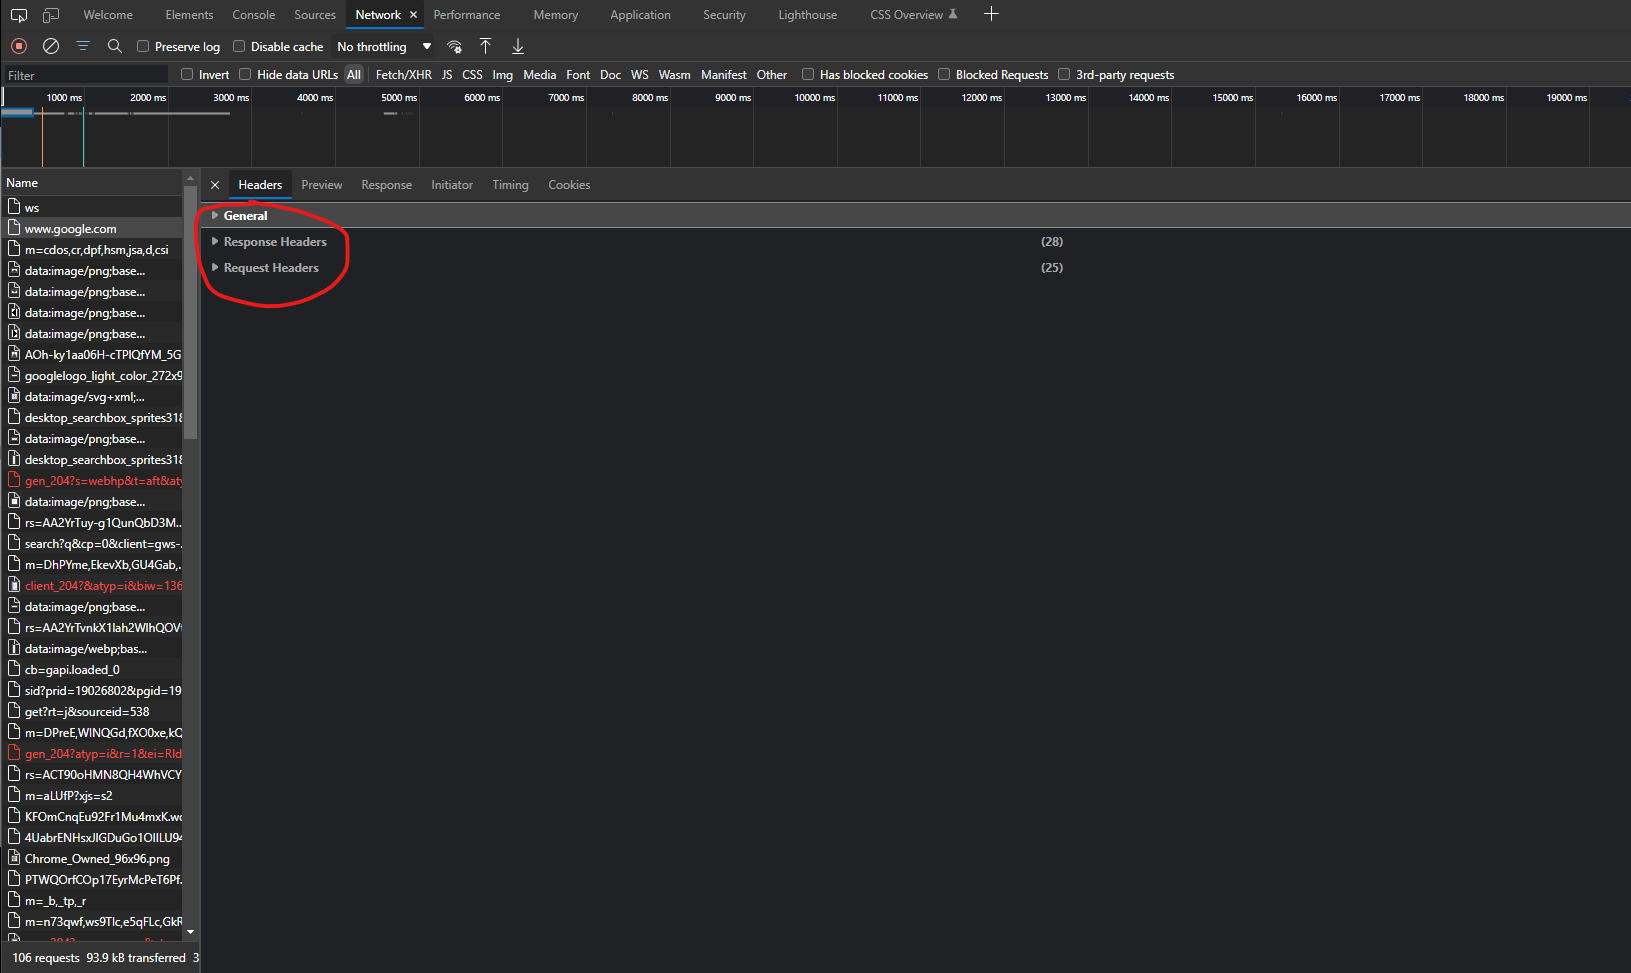 Welcome Elements Console Sources Network × Performance Memory Application Security Lighthouse CSS Overview
Preserve log Disable cache No throttling
Filter Invert Hide data URLs All Fetch/XHR JS CSS Img Media Font Doc WS Wasm Manifest Other Has blocked cookies Blocked Requests 3rd-party requests
1000 ms 2000 ms 3000 ms 4000 ms 5000 ms 6000 ms 7000 ms 8000 ms 9000 ms 10000 ms 11000 ms 12000 ms 13000 ms 14000 ms 15000 ms 16000 ms 17000 ms 18000 ms 19000 ms
Name
ws
www.google.com
m=cdos,cr,dpf,hsm,jsa,d,csi
data:image/png;base...
data:image/png;base...
data:image/png;base...
data:image/png;base...
AOh-ky1aa06H-cTPlQfYM_5G
googlelogo_light_color_272x9
data:image/svg+xml;...
desktop_searchbox_sprites318
data:image/png;base...
desktop_searchbox_sprites318
gen_204?s=webhp&t=aft&aty
data:image/png;base...
rs=AA2YrTuy-g1QunQbD3M...
search?q&cp=0&client=gws-...
m=DhPYme,EkevXb,GU4Gab,...
client_204?&atyp=i&biw=136
data:image/png;base...
rs=AA2YrTvnkX1Iah2WlhQOV
data:image/webp;bas...
cb=gapi.loaded_0
sid?prid=19026802&pgid=19
get?rt=j&sourceid=538
m=DPreE,WlNQGd,fXO0xe,kQ
gen_204?atyp=i&r=1&ei=RId
rs=ACT90oHMN8QH4WhVCY
m=aLUfP?xjs=s2
KFOmCnqEu92Fr1Mu4mxK.wo
4UabrENHsxJlGDuGo1OIlLU94
Chrome_Owned_96x96.png
PTWQOrfCOp17EyrMcPeT6Pf.
m=_b,_tp,_r
m=n73qwf,ws9Tlc,e5qFLc,GkR
106 requests 93.9 kB transferred 3
Headers Preview Response Initiator Timing Cookies
General
Response Headers (28)
Request Headers (25)